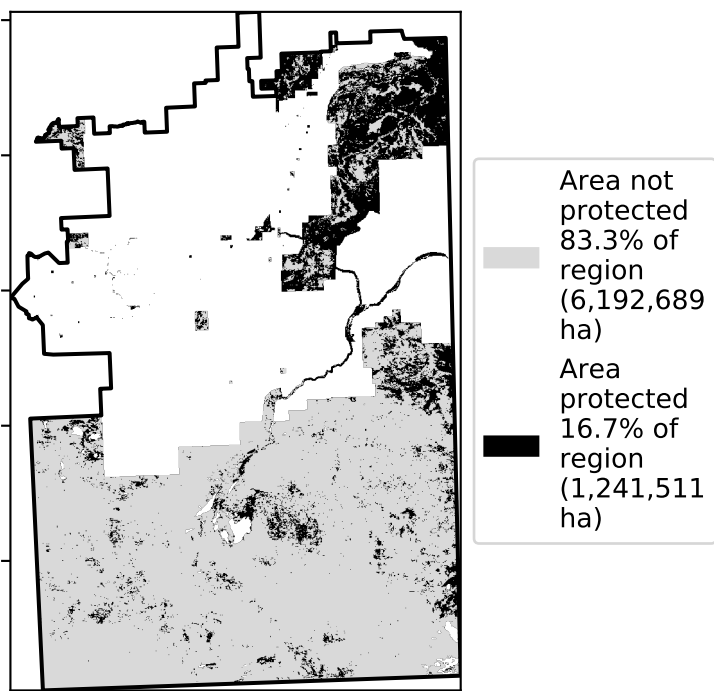 Area not
protected
83.3% of
region
(6,192,689
ha)
Area
protected
16.7% of
region
(1,241,511
ha)